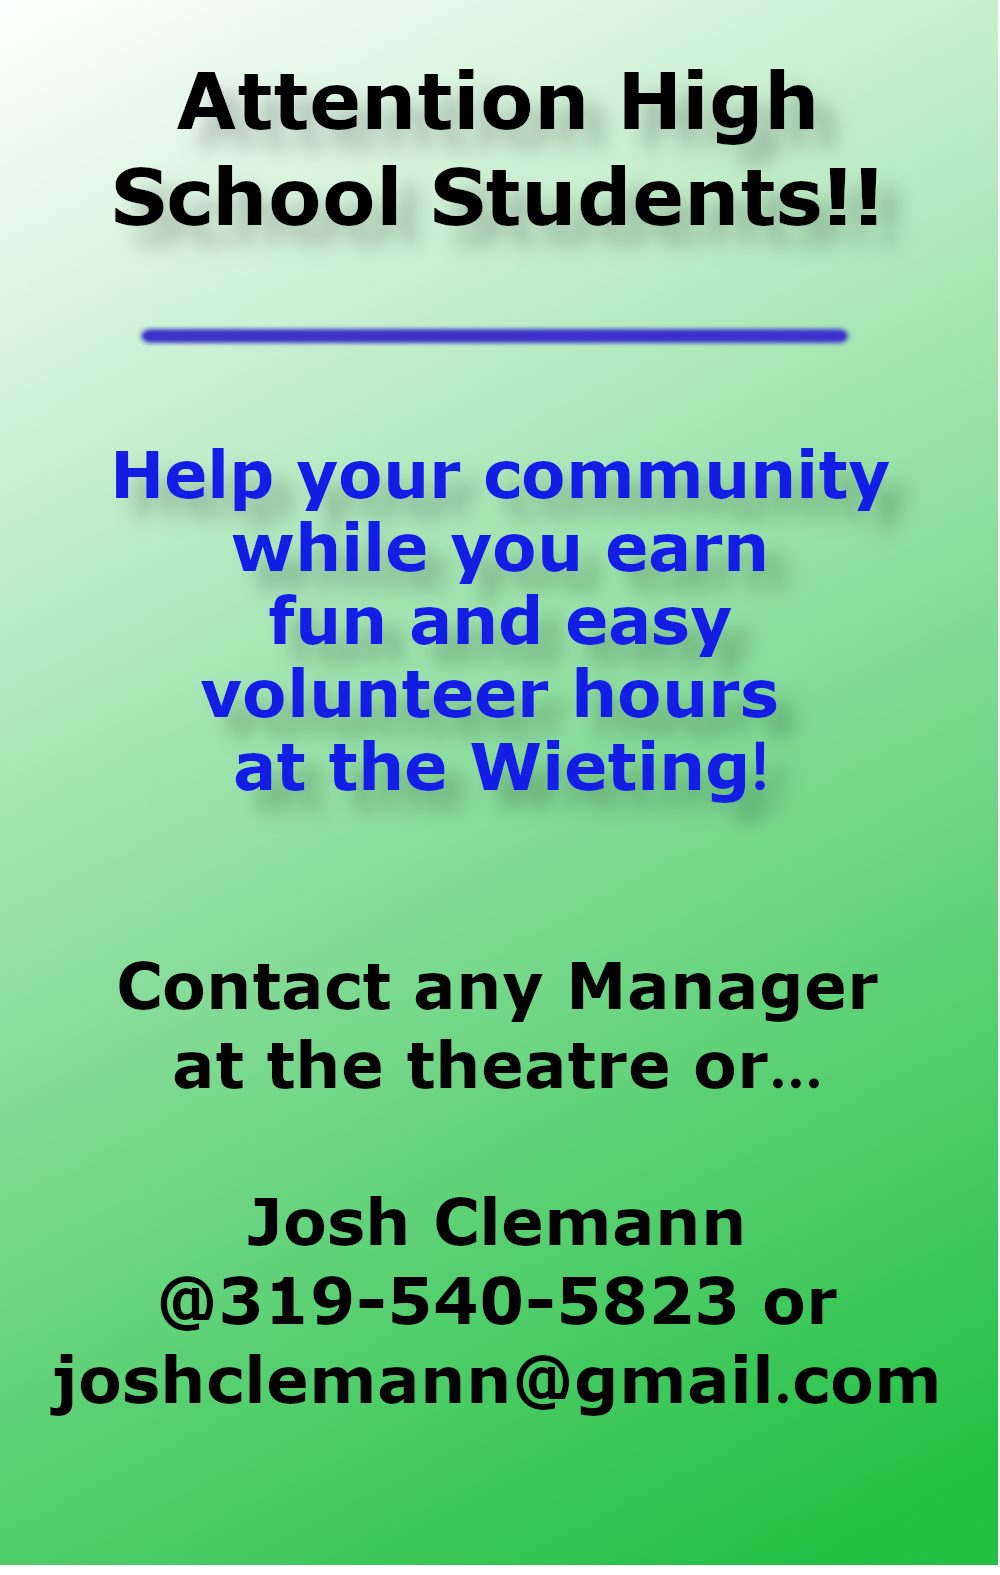 Attention High
School Students!!
Help your community
while you earn
fun and easy
volunteer hours
at the Wieting!
Contact any Manager
at the theatre or...
Josh Clemann
@319-540-5823 or
joshclemann@gmail.com